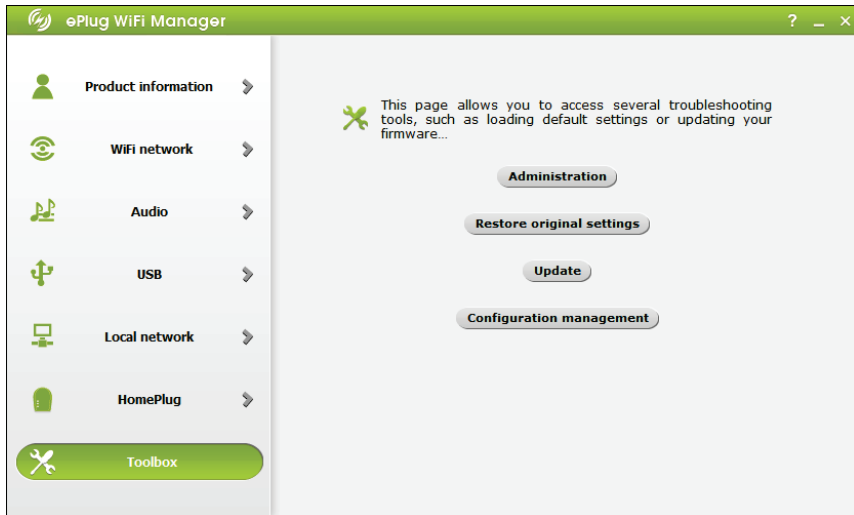 ePlug WiFi Manager
? _ ×
Product information
WiFi network
Audio
USB
Local network
HomePlug
Toolbox
This page allows you to access several troubleshooting
tools, such as loading default settings or updating your
firmware...
Administration
Restore original settings
Update
Configuration management